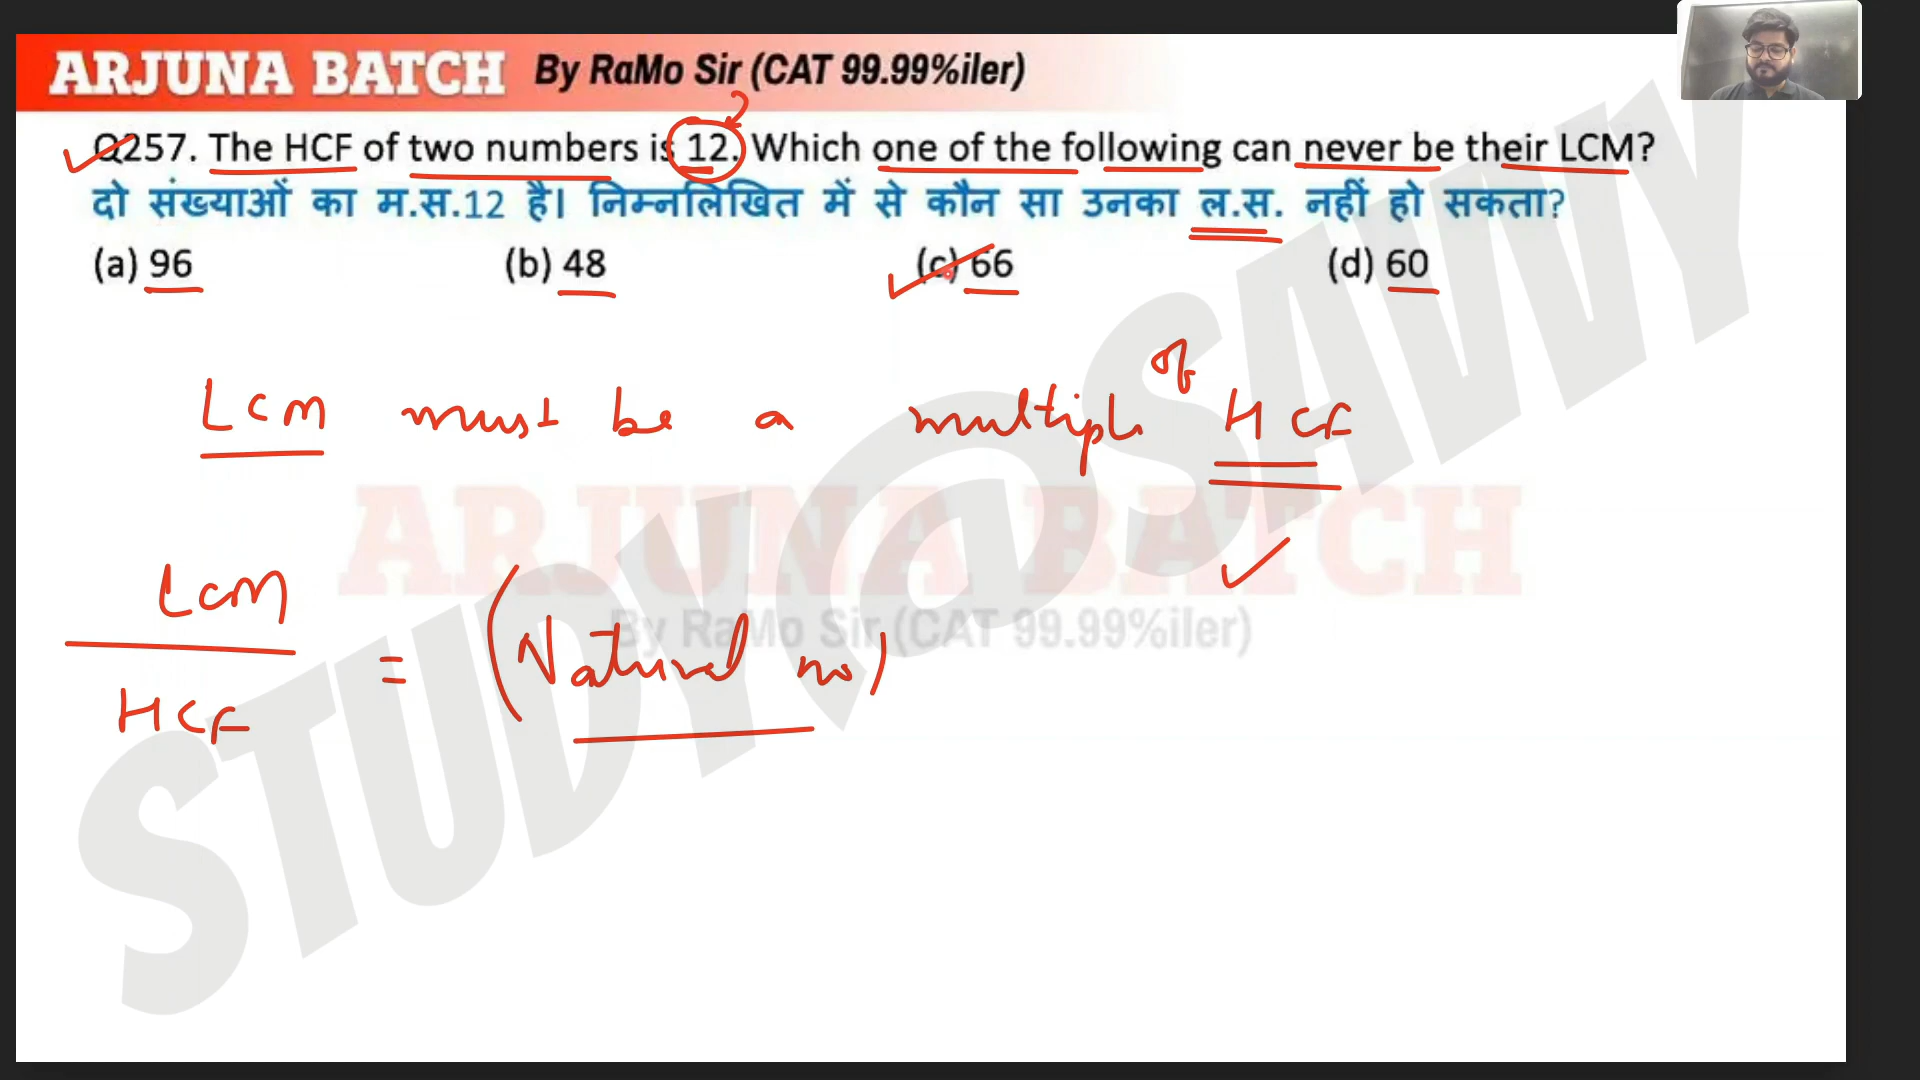 ARJUNA BATCH By RaMo Sir (CAT 99.99%iler)
Q257. The HCF of two numbers is 12. Which one of the following can never be their LCM?
दो संख्याओं का म.स.12 है। निम्नलिखित में से कौन सा उनका ल.स. नहीं हो सकता?
(a) 96 (b) 48 (c) 66 (d) 60
LCM must be a multiple of HCF
ARJUNA BATCH
By RaMo Sir (CAT 99.99%iler)
LCM
= (Natural no)
HCF
STUDY@SAVVY